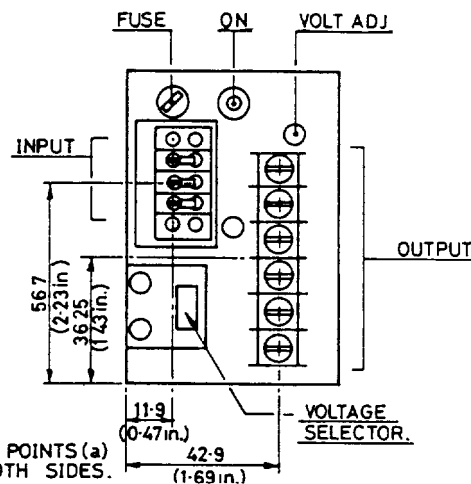 FUSE
ON
VOLT ADJ
INPUT
OUTPUT
56.7
(2.23in.)
36.25
(1.43in.)
11.9
(0.47in.)
VOLTAGE
SELECTOR.
POINTS (a)
OTH SIDES.
42.9
(1.69in.)